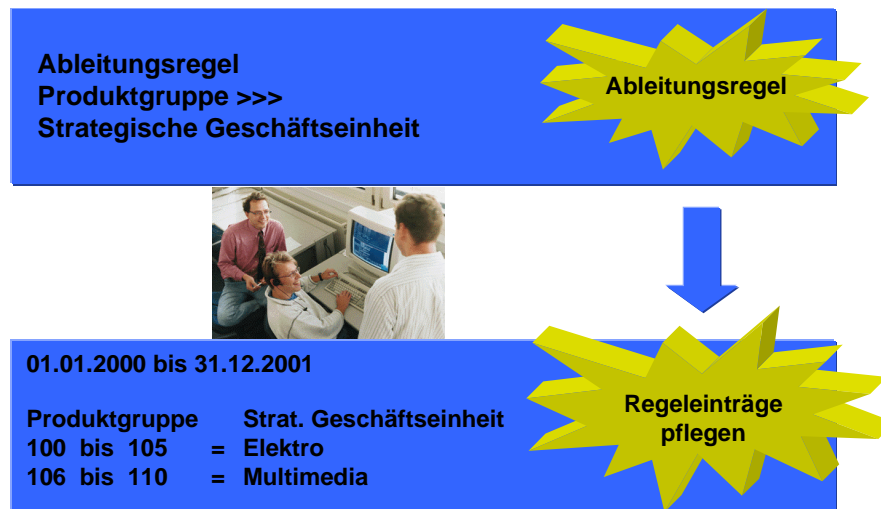 Ableitungsregel
Produktgruppe >>>
Strategische Geschäftseinheit
Ableitungsregel
01.01.2000 bis 31.12.2001
Produktgruppe Strat. Geschäftseinheit
100 bis 105 = Elektro
106 bis 110 = Multimedia
Regeleinträge
pflegen